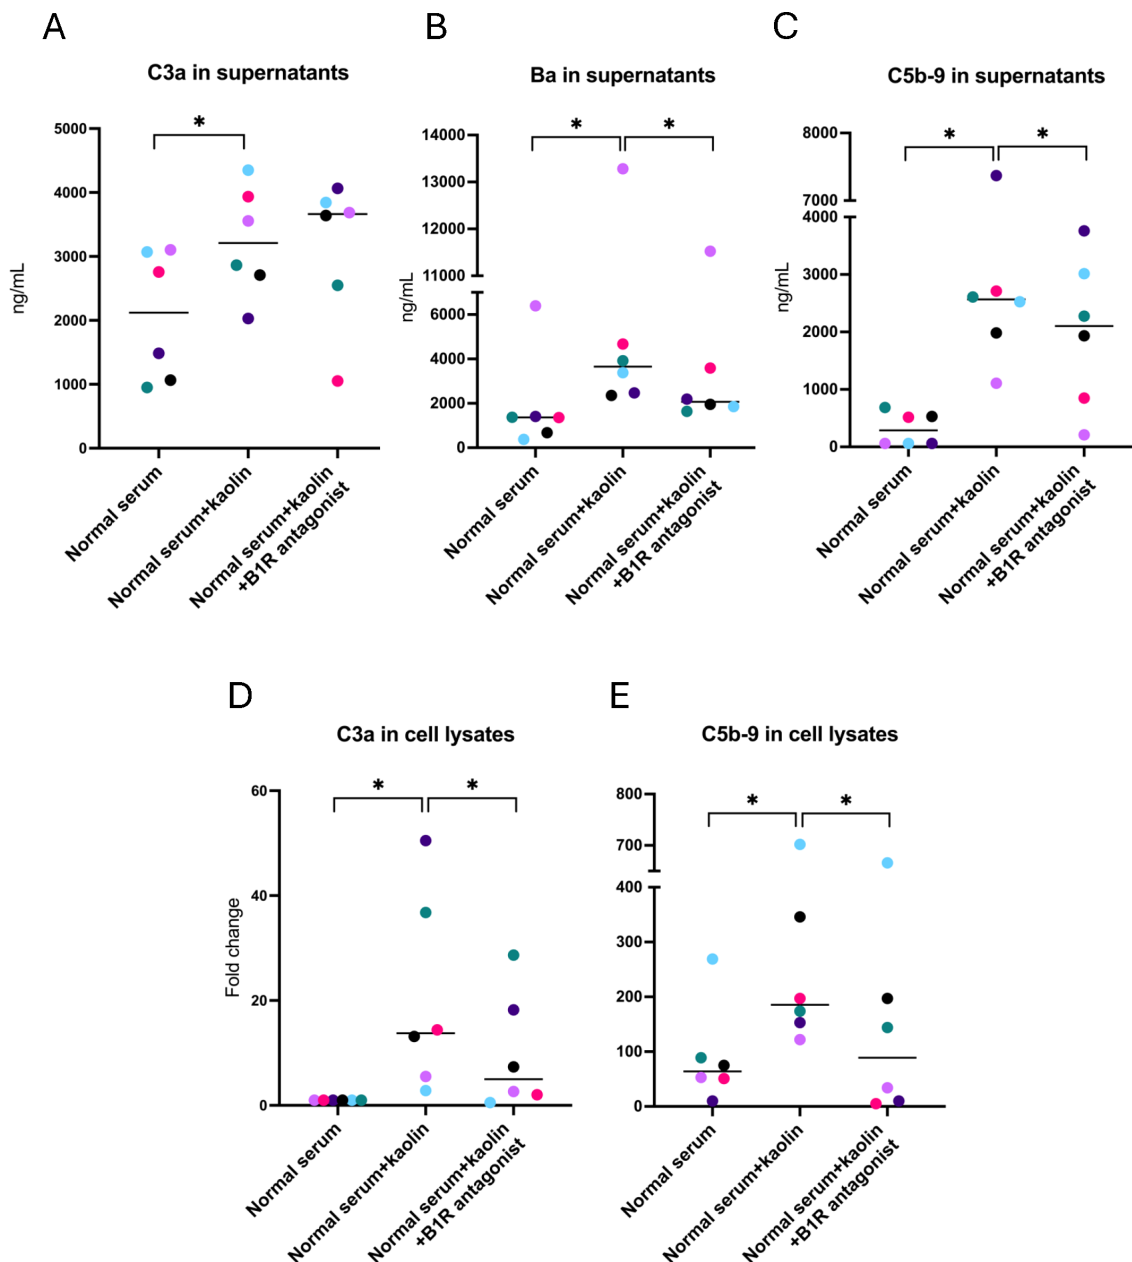 A
C3a in supernatants
*
5000
4000
3000
2000
1000
0
ng/mL
Normal serum
Normal serum+kaolin
Normal serum+kaolin
+B1R antagonist
B
Ba in supernatants
*
*
14000
13000
12000
11000
6000
4000
2000
0
ng/mL
Normal serum
Normal serum+kaolin
Normal serum+kaolin
+B1R antagonist
C
C5b-9 in supernatants
*
*
8000
7000
4000
3000
2000
1000
0
ng/mL
Normal serum
Normal serum+kaolin
Normal serum+kaolin
+B1R antagonist
D
C3a in cell lysates
*
*
60
40
20
0
Fold change
Normal serum
Normal serum+kaolin
Normal serum+kaolin
+B1R antagonist
E
C5b-9 in cell lysates
*
*
800
700
400
300
200
100
0
Normal serum
Normal serum+kaolin
Normal serum+kaolin
+B1R antagonist